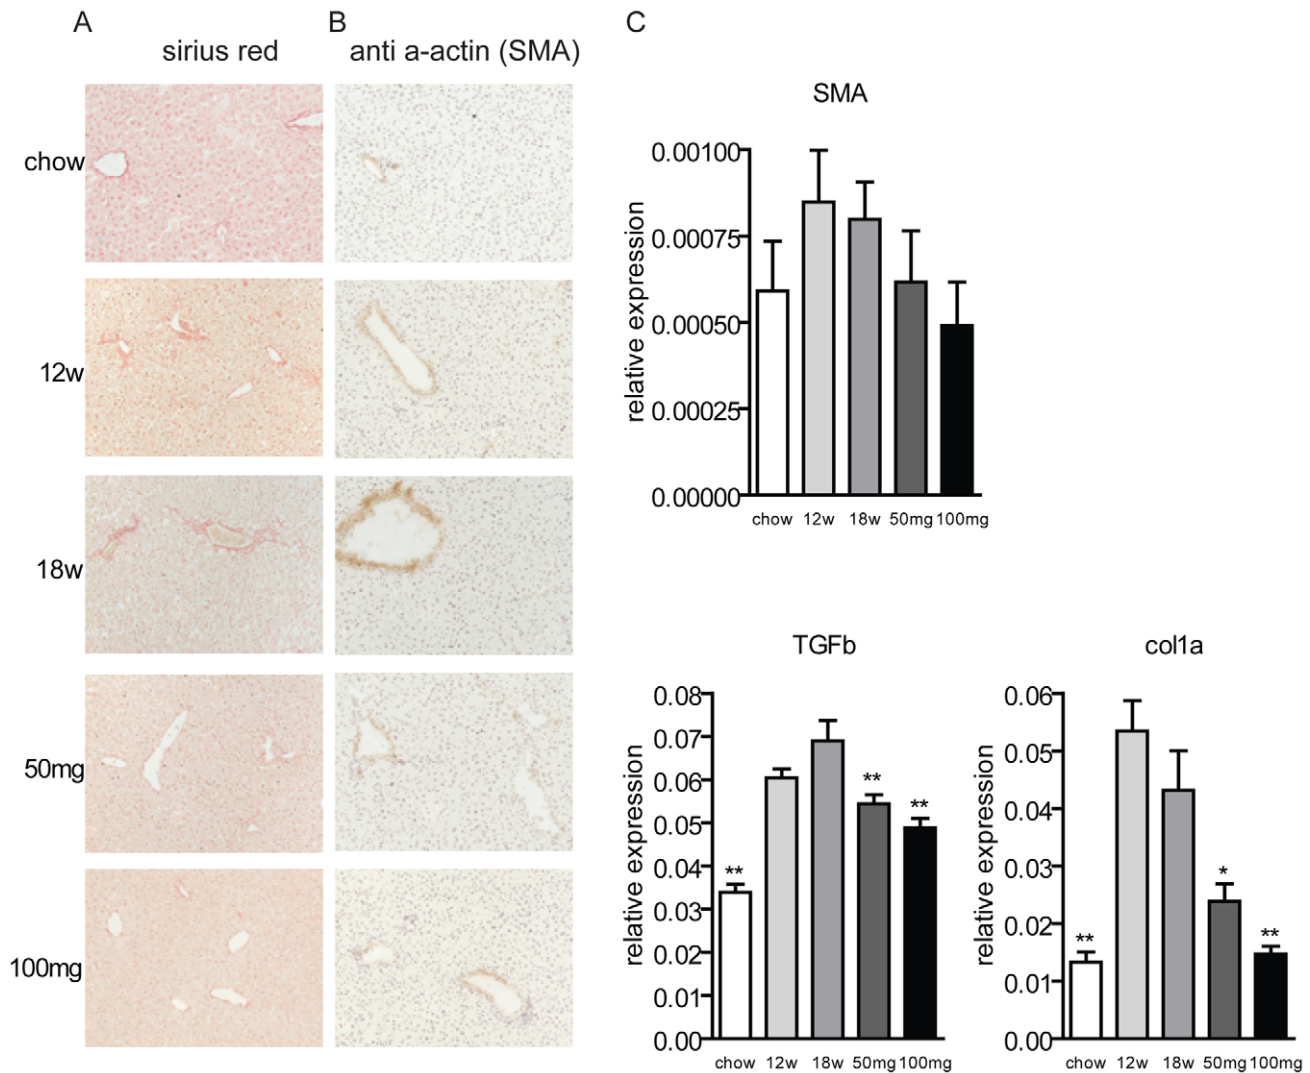 A
B
C
sirius red
anti a-actin (SMA)
chow
12w
18w
50mg
100mg
SMA
relative expression
0.00100
0.00075
0.00050
0.00025
0.00000
chow 12w 18w 50mg 100mg
TGFb
relative expression
0.08
0.07
0.06
0.05
0.04
0.03
0.02
0.01
0.00
**
**
**
chow 12w 18w 50mg 100mg
col1a
relative expression
0.06
0.05
0.04
0.03
0.02
0.01
0.00
**
*
**
chow 12w 18w 50mg 100mg